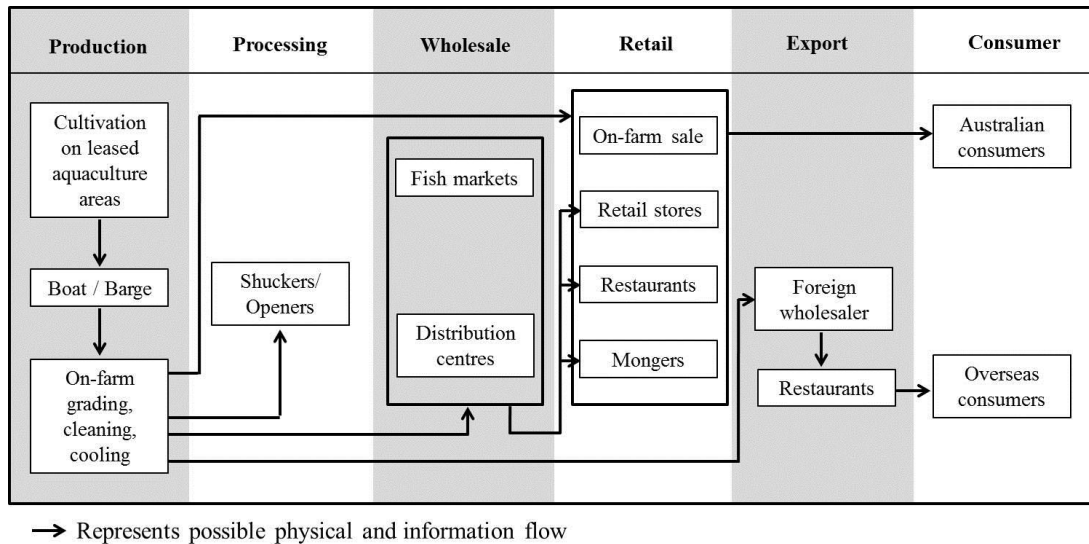 Production
Processing
Wholesale
Retail
Export
Consumer
Cultivation
on leased
aquaculture
areas
Boat / Barge
On-farm
grading,
cleaning,
cooling
Shuckers/
Openers
Fish markets
Distribution
centres
On-farm sale
Retail stores
Restaurants
Mongers
Foreign
wholesaler
Restaurants
Australian
consumers
Overseas
consumers
Represents possible physical and information flow